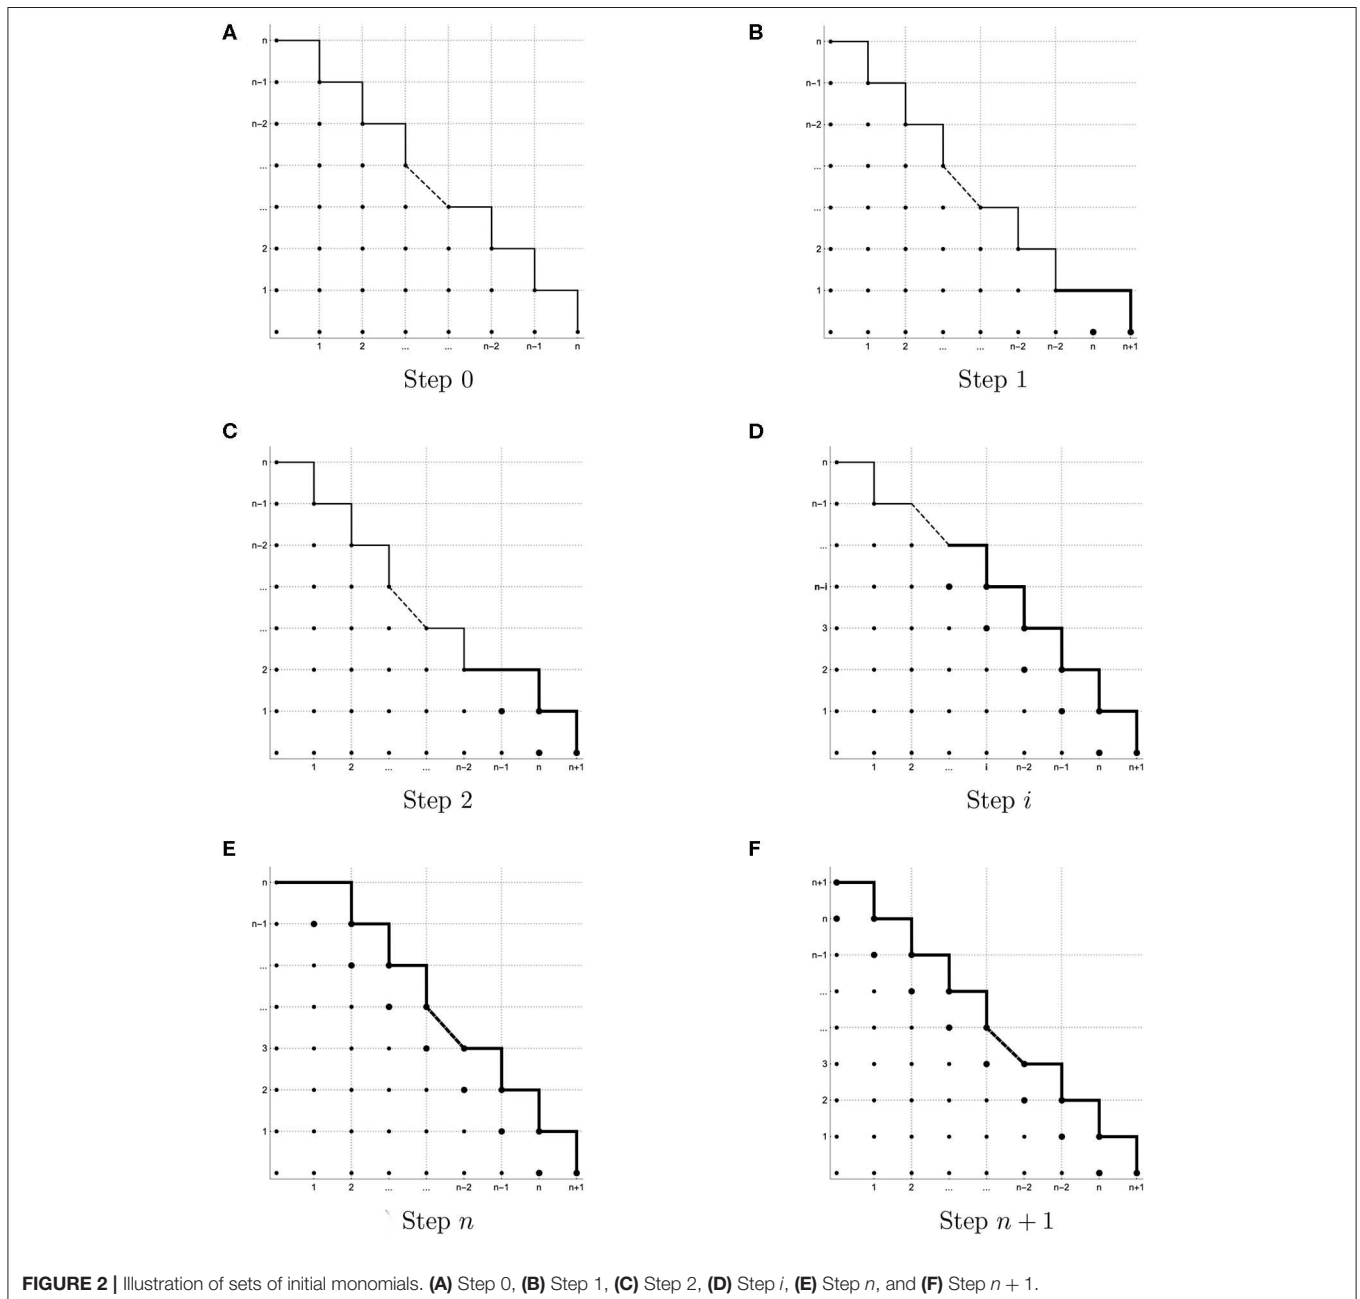 A
n
n−1
n−2
...
...
2
1
1 2 ... ... n−2 n−1 n
Step 0
B
n
n−1
n−2
...
...
2
1
1 2 ... ... n−2 n−2 n n+1
Step 1
C
n
n−1
n−2
...
...
2
1
1 2 ... ... n−2 n−1 n n+1
Step 2
D
n
n−1
...
n−i
3
2
1
1 2 ... i n−2 n−1 n n+1
Step i
E
n
n−1
...
...
3
2
1
1 2 ... ... n−2 n−1 n n+1
` Step n
F
n+1
n
n−1
...
...
3
2
1
1 2 ... ... n−2 n−2 n n+1
Step n + 1
FIGURE 2 | Illustration of sets of initial monomials. (A) Step 0, (B) Step 1, (C) Step 2, (D) Step i, (E) Step n, and (F) Step n + 1.